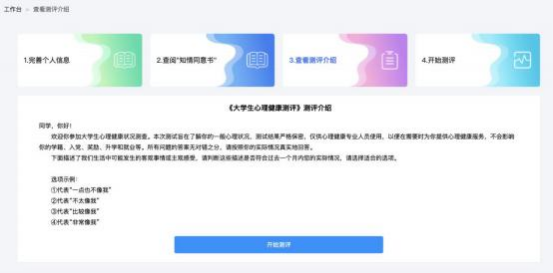 工作台 > 查看测评介绍
1.完善个人信息
2.查阅“知情同意书”
3.查看测评介绍
4.开始测评
《大学生心理健康测评》测评介绍
同学，你好！
欢迎你参加大学生心理健康状况测查。本次测试旨在了解你的一般心理状况，测试结果严格保密，仅供心理健康专业人员使用，以便在需要时为你提供心理健康服务，不会影
响你的学籍、入党、奖励、升学和就业等。所有问题的答案无对错之分，请按照你的实际情况真实地回答。
下面描述了我们生活中可能发生的客观事情或主观感受，请判断这些描述是否符合过去一个月内您的实际情况，请选择适合的选项。
选项示例：
①代表“一点也不像我”
②代表“不太像我”
③代表“比较像我”
④代表“非常像我”
开始测评